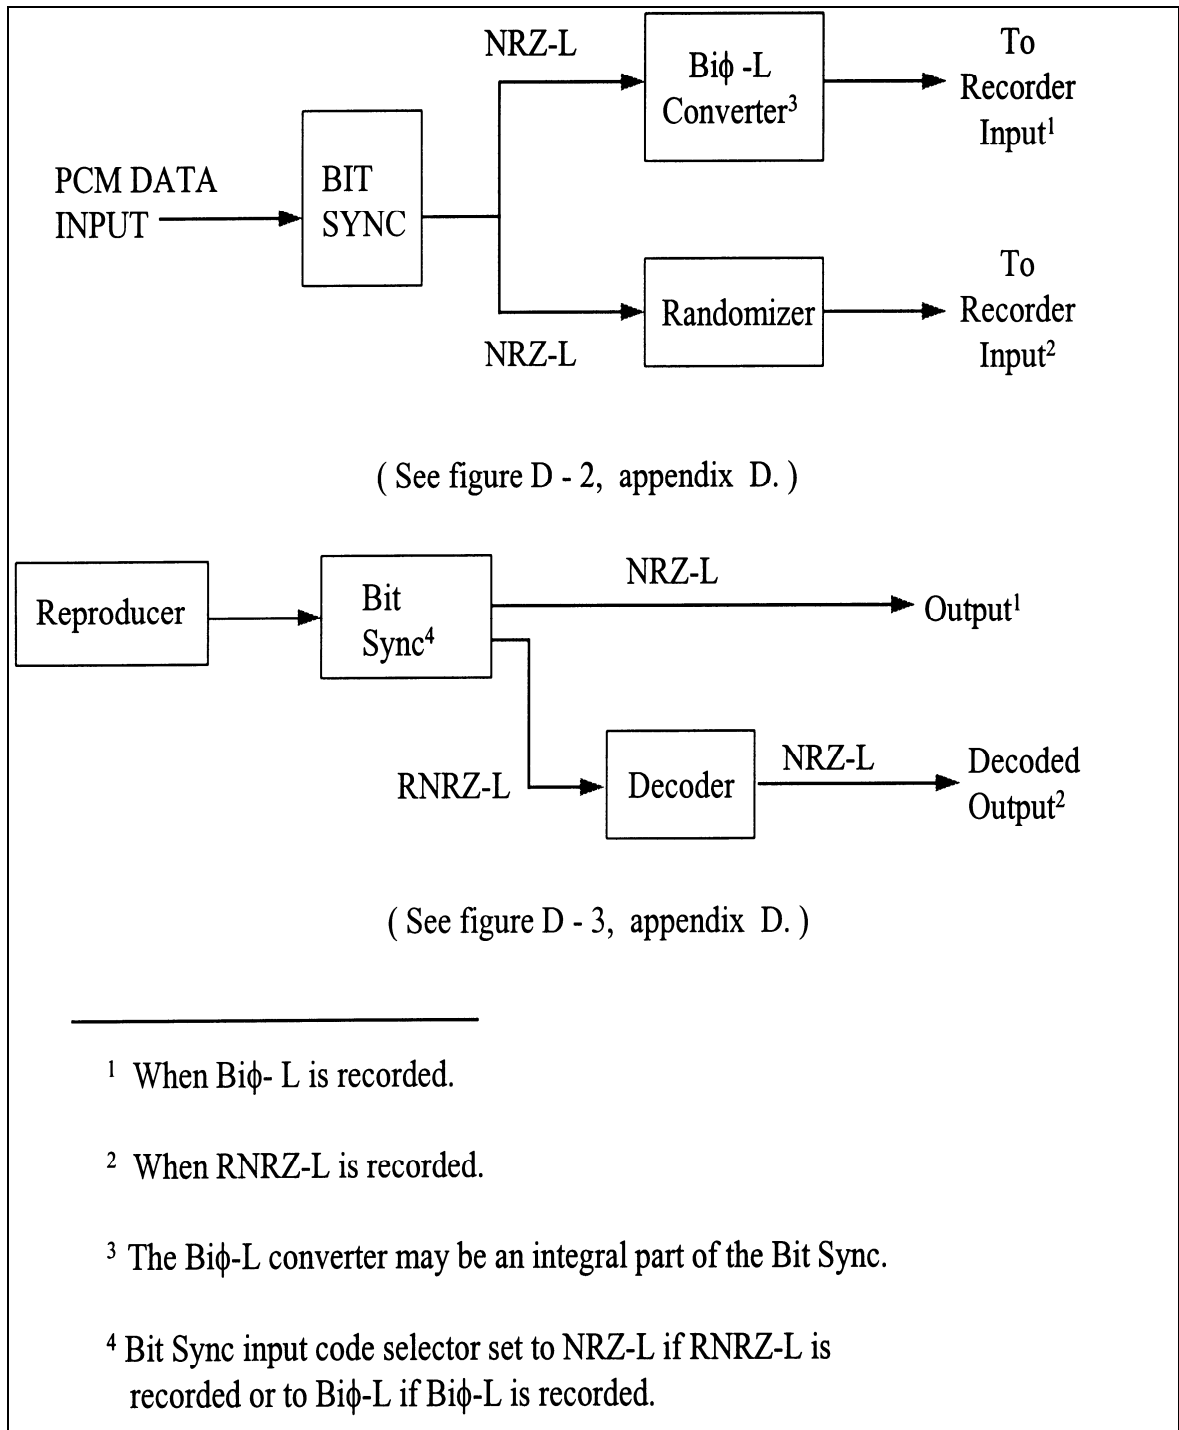 NRZ-L
Biϕ -L
Converter³
To
Recorder
Input¹
PCM DATA
INPUT
BIT
SYNC
NRZ-L
Randomizer
To
Recorder
Input²
( See figure D - 2, appendix D. )
Reproducer
Bit
Sync⁴
NRZ-L
Output¹
RNRZ-L
Decoder
NRZ-L
Decoded
Output²
( See figure D - 3, appendix D. )
¹ When Biϕ- L is recorded.
² When RNRZ-L is recorded.
³ The Biϕ-L converter may be an integral part of the Bit Sync.
⁴ Bit Sync input code selector set to NRZ-L if RNRZ-L is
recorded or to Biϕ-L if Biϕ-L is recorded.